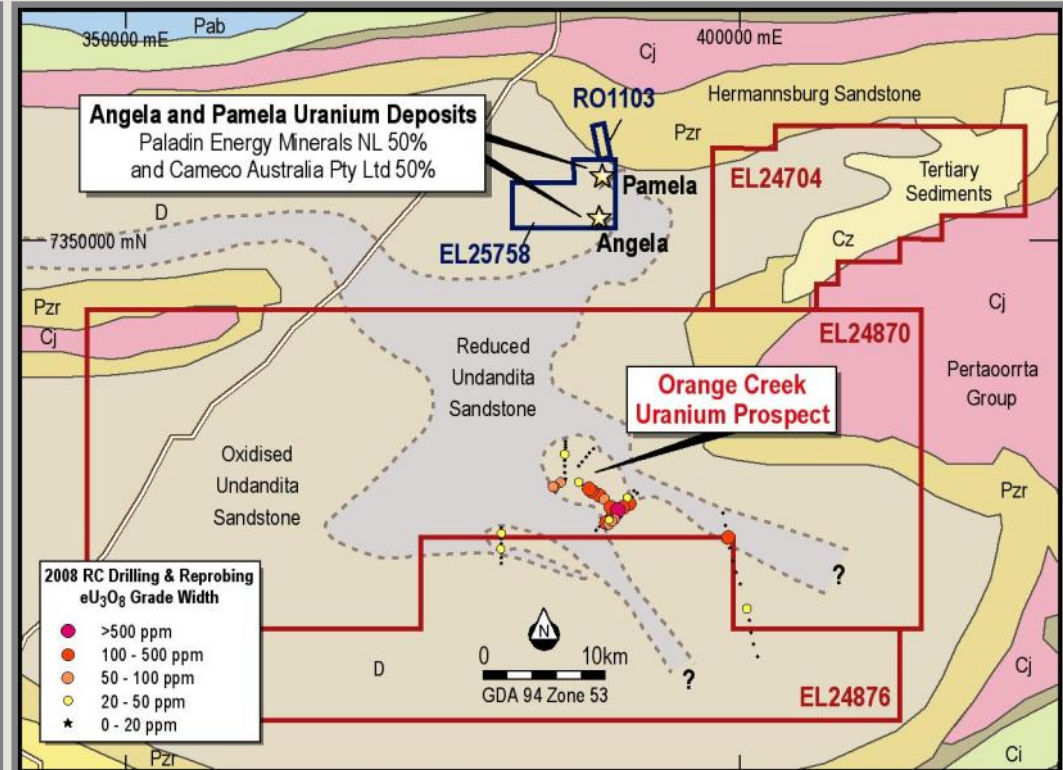 Pab
350000 mE
400000 mE
Cj
RO1103
Hermannsburg Sandstone
Pzr
Angela and Pamela Uranium Deposits
Paladin Energy Minerals NL 50%
and Cameco Australia Pty Ltd 50%
EL24704
Tertiary
Sediments
Pamela
D
7350000 mN
Angela
EL25758
Cz
Pzr
Cj
Cj
EL24870
Reduced
Undandita
Sandstone
Pertaoorrta
Group
Orange Creek
Uranium Prospect
Oxidised
Undandita
Sandstone
Pzr
2008 RC Drilling & Reprobing
eU3O8 Grade Width
>500 ppm
100 - 500 ppm
50 - 100 ppm
20 - 50 ppm
0 - 20 ppm
?
N
0 10km
GDA 94 Zone 53
D
?
EL24876
Cj
Pzr
Ci